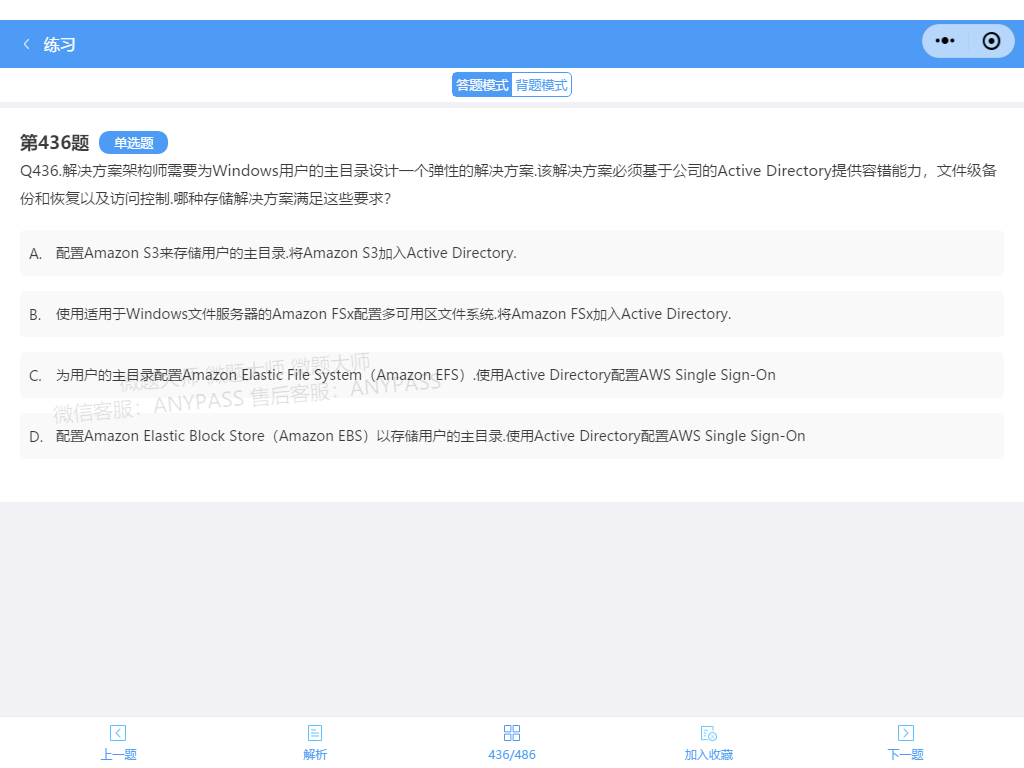 练习
答题模式 背题模式
第436题 单选题
Q436.解决方案架构师需要为Windows用户的主目录设计一个弹性的解决方案.该解决方案必须基于公司的Active Directory提供容错能力，文件级备
份和恢复以及访问控制.哪种存储解决方案满足这些要求?
A. 配置Amazon S3来存储用户的主目录.将Amazon S3加入Active Directory.
B. 使用适用于Windows文件服务器的Amazon FSx配置多可用区文件系统.将Amazon FSx加入Active Directory.
微题大师 微题大师 微题大师
C. 为用户的主目录配置Amazon Elastic File System（Amazon EFS）.使用Active Directory配置AWS Single Sign-On
微信客服：ANYPASS 售后客服：ANYPASS
D. 配置Amazon Elastic Block Store（Amazon EBS）以存储用户的主目录.使用Active Directory配置AWS Single Sign-On
上一题 解析 436/486 加入收藏 下一题